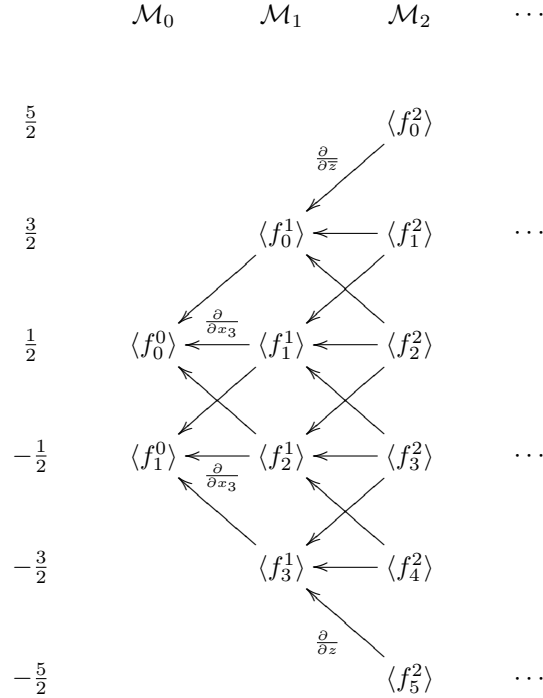 ℳ₀ ℳ₁ ℳ₂ ⋯
5/2 ⟨f₀²⟩
∂/∂z̄
3/2 ⟨f₀¹⟩ ⟨f₁²⟩ ⋯
∂/∂x₃
1/2 ⟨f₀⁰⟩ ⟨f₁¹⟩ ⟨f₂²⟩
−1/2 ⟨f₁⁰⟩ ⟨f₂¹⟩ ⟨f₃²⟩ ⋯
∂/∂x₃
−3/2 ⟨f₃¹⟩ ⟨f₄²⟩
∂/∂z
−5/2 ⟨f₅²⟩ ⋯